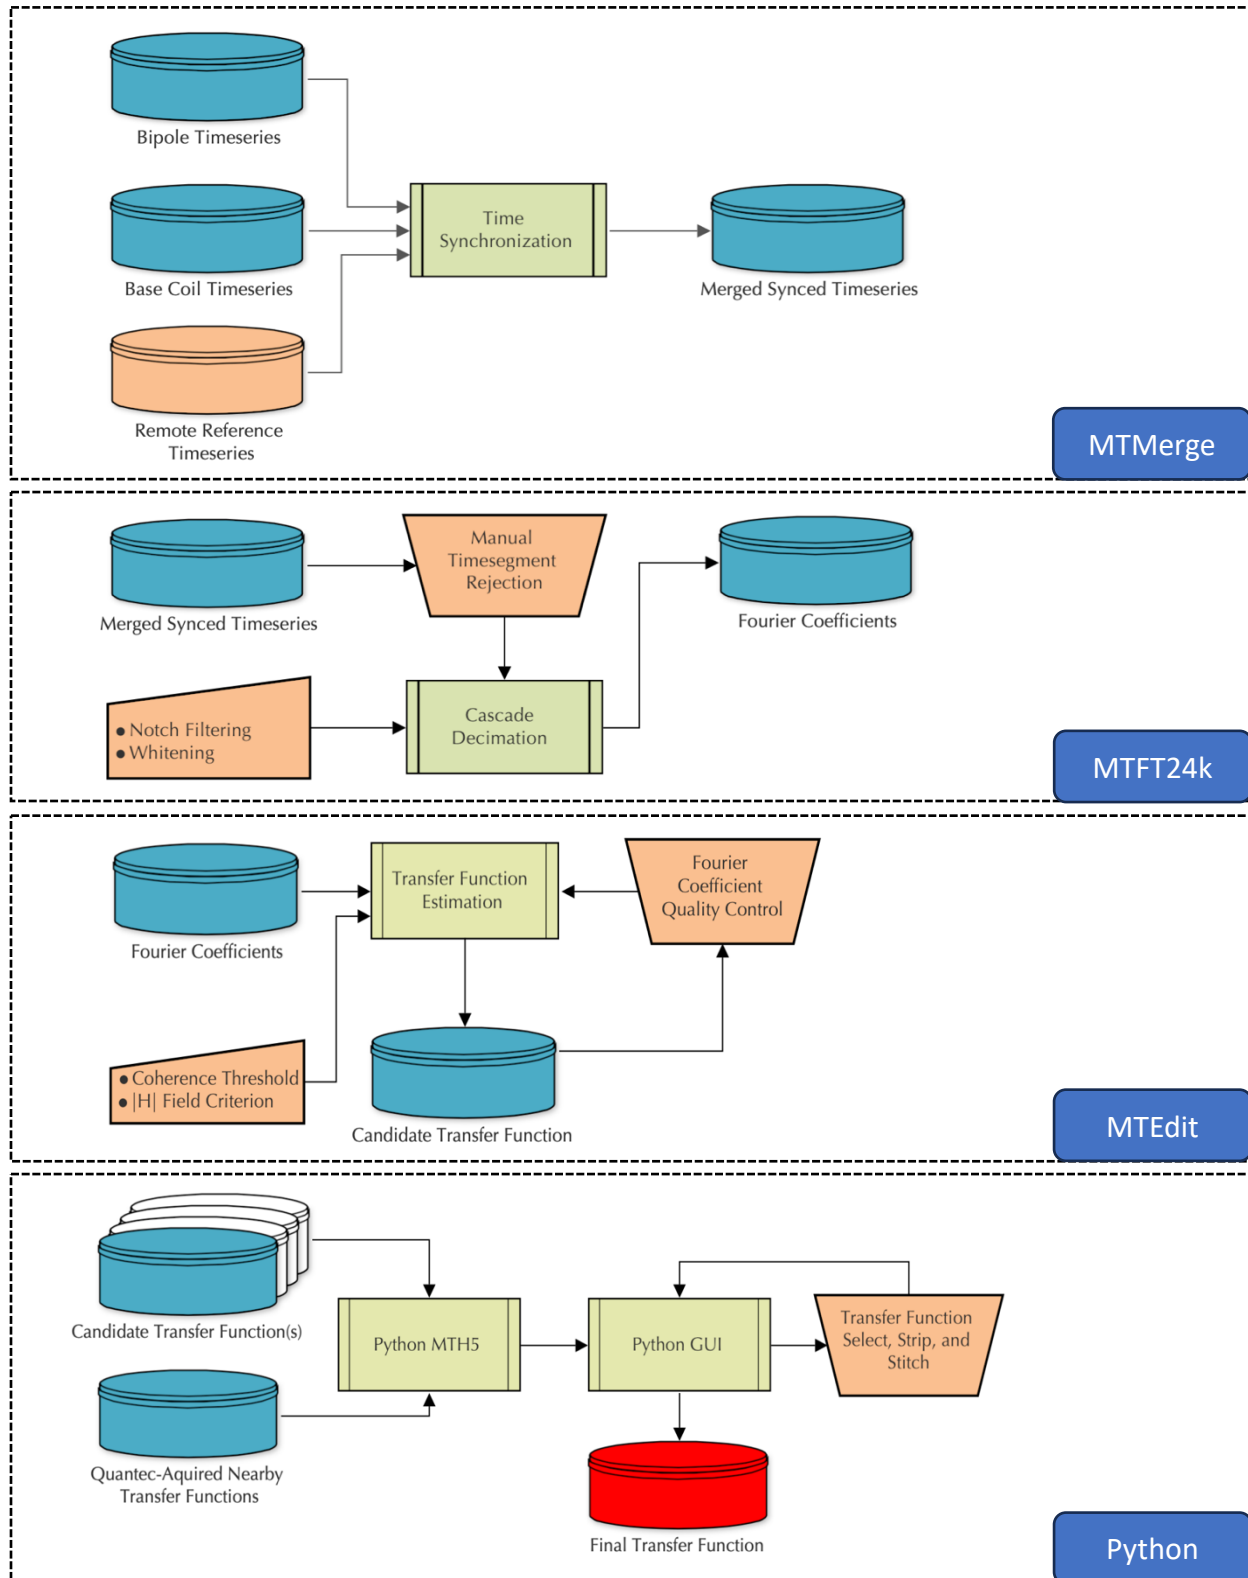 Bipole Timeseries
Time
Synchronization
Base Coil Timeseries
Merged Synced Timeseries
Remote Reference
Timeseries
MTMerge
Manual
Timesegment
Rejection
Merged Synced Timeseries
Fourier Coefficients
● Notch Filtering
● Whitening
Cascade
Decimation
MTFT24k
Transfer Function
Estimation
Fourier
Coefficient
Quality Control
Fourier Coefficients
● Coherence Threshold
● |H| Field Criterion
Candidate Transfer Function
MTEdit
Candidate Transfer Function(s)
Python MTH5
Python GUI
Transfer Function
Select, Strip, and
Stitch
Quantec-Aquired Nearby
Transfer Functions
Final Transfer Function
Python